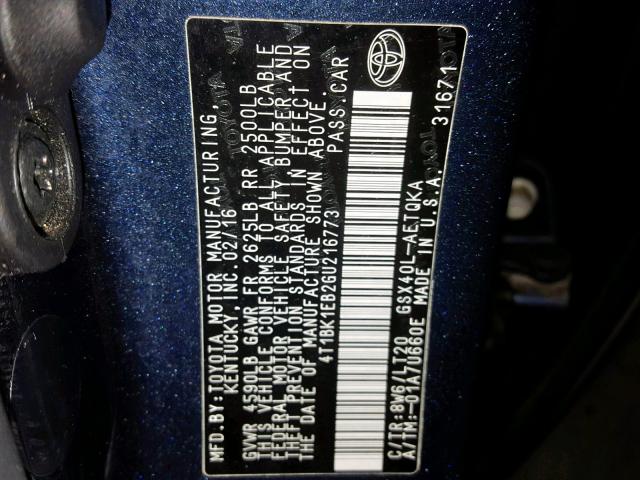 MFD.BY:TOYOTA MOTOR MANUFACTURING,
KENTUCKY, INC. 02/16
GVWR 4590LB GAWR FR 2625LB RR 2500LB
THIS VEHICLE CONFORMS TO ALL APPLICABLE
FEDERAL MOTOR VEHICLE SAFETY, BUMPER, AND
THEFT PREVENTION STANDARDS IN EFFECT ON
THE DATE OF MANUFACTURE SHOWN ABOVE.
4T1BK1EB2GU216773 PASS. CAR
C/TR:8W6/LT20 GSV40L-AETQKA
A/TM:-01A7U660E MADE IN U.S.A. 31671
TOYOTA